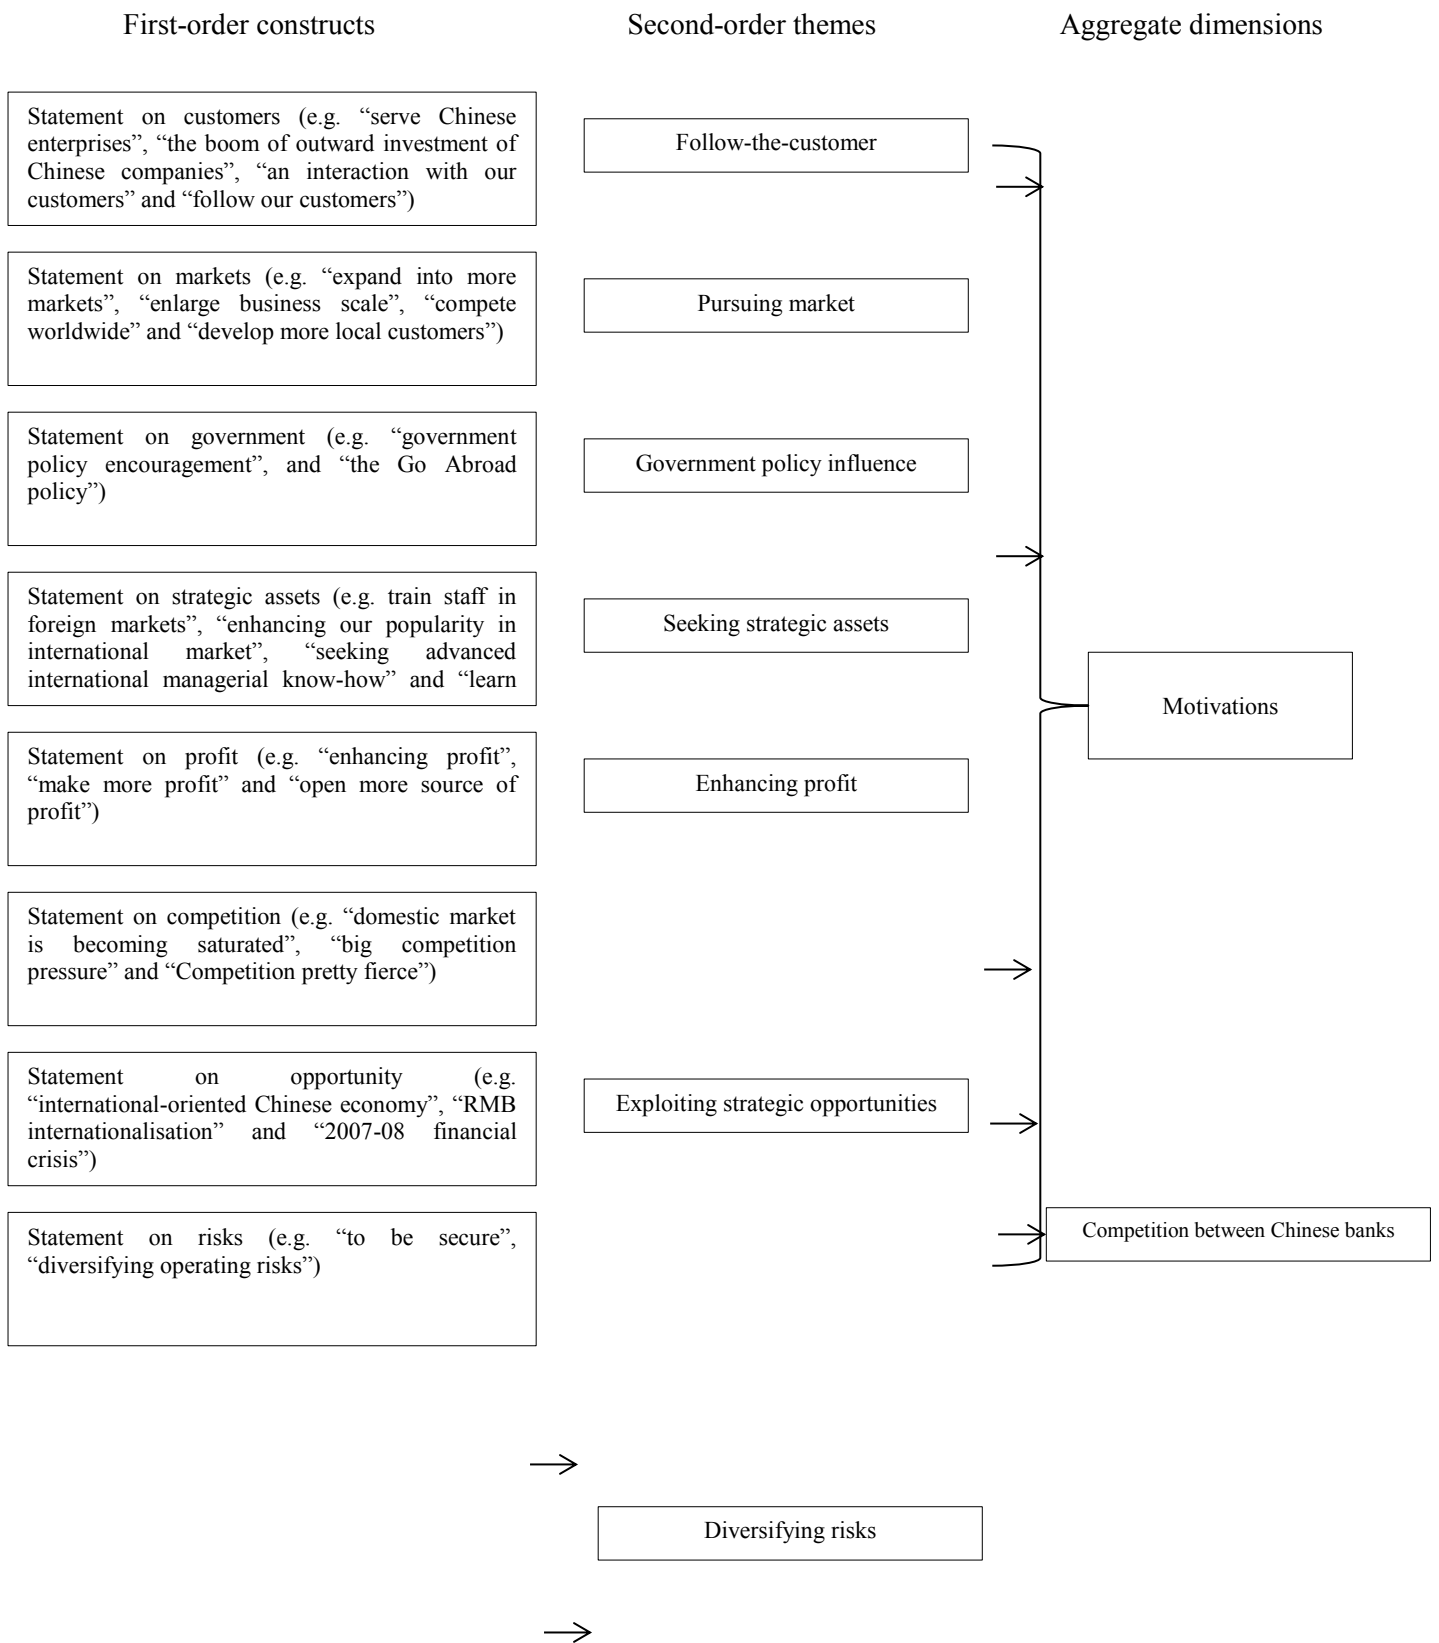 First-order constructs
Second-order themes
Aggregate dimensions
Statement on customers (e.g. “serve Chinese
enterprises”, “the boom of outward investment of
Chinese companies”, “an interaction with our
customers” and “follow our customers”)
Follow-the-customer
Statement on markets (e.g. “expand into more
markets”, “enlarge business scale”, “compete
worldwide” and “develop more local customers”)
Pursuing market
Statement on government (e.g. “government
policy encouragement”, and “the Go Abroad
policy”)
Government policy influence
Statement on strategic assets (e.g. train staff in
foreign markets”, “enhancing our popularity in
international market”, “seeking advanced
international managerial know-how” and “learn
Seeking strategic assets
Motivations
Statement on profit (e.g. “enhancing profit”,
“make more profit” and “open more source of
profit”)
Enhancing profit
Statement on competition (e.g. “domestic market
is becoming saturated”, “big competition
pressure” and “Competition pretty fierce”)
Statement on opportunity (e.g.
“international-oriented Chinese economy”, “RMB
internationalisation” and “2007-08 financial
crisis”)
Exploiting strategic opportunities
Statement on risks (e.g. “to be secure”,
“diversifying operating risks”)
Competition between Chinese banks
Diversifying risks